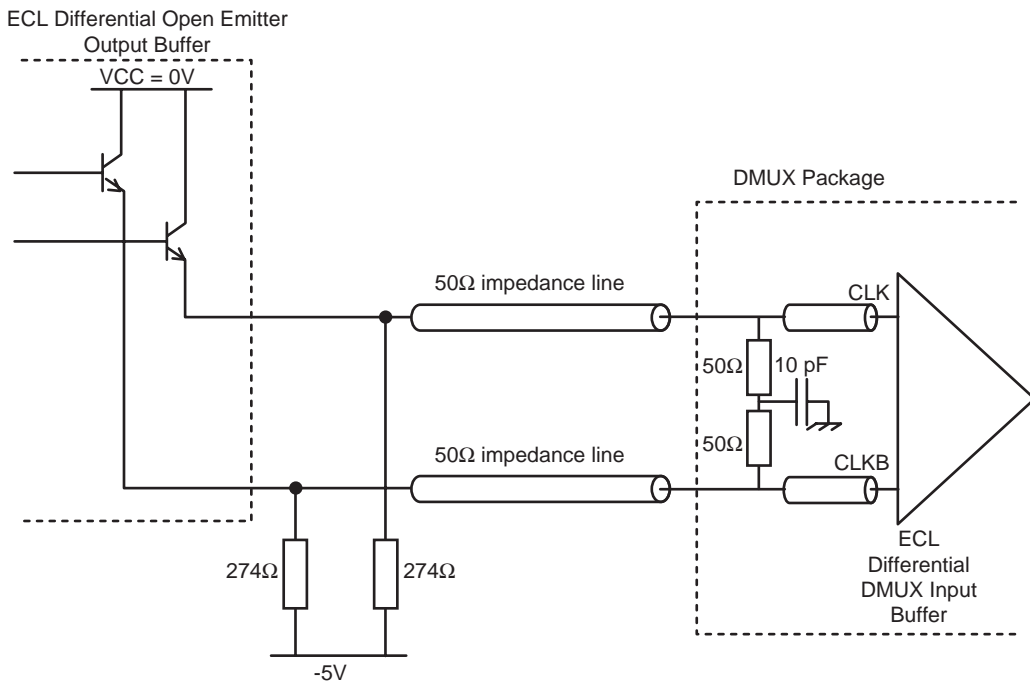 ECL Differential Open Emitter
Output Buffer
VCC = 0V
DMUX Package
50Ω impedance line
CLK
50Ω
10 pF
50Ω
50Ω impedance line
CLKB
ECL
Differential
DMUX Input
Buffer
274Ω
274Ω
-5V